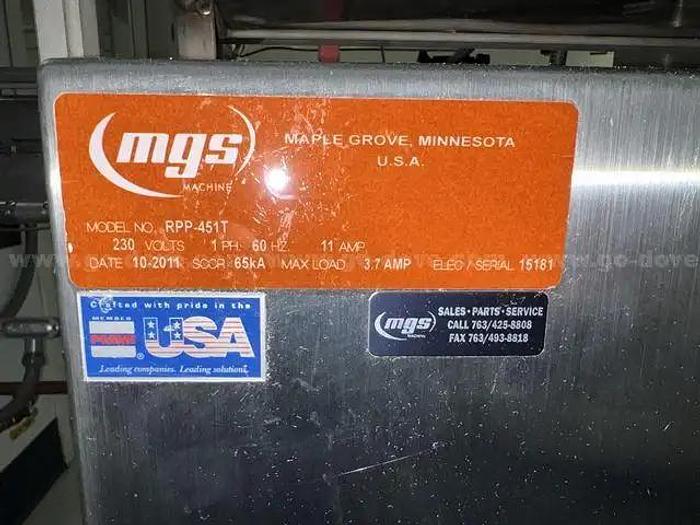 mgs
MACHINE
MAPLE GROVE, MINNESOTA
U.S.A.
MODEL NO. RPP-451T
230 VOLTS 1 PH. 60 HZ. 11 AMP
DATE 10-2011 SCCR 65kA MAX LOAD 3.7 AMP ELEC / SERIAL 15181
Crafted with pride in the
MEMBER
PMMI
USA
Leading companies. Leading solutions.
mgs
MACHINE
SALES • PARTS • SERVICE
CALL 763/425-8808
FAX 763/493-8818